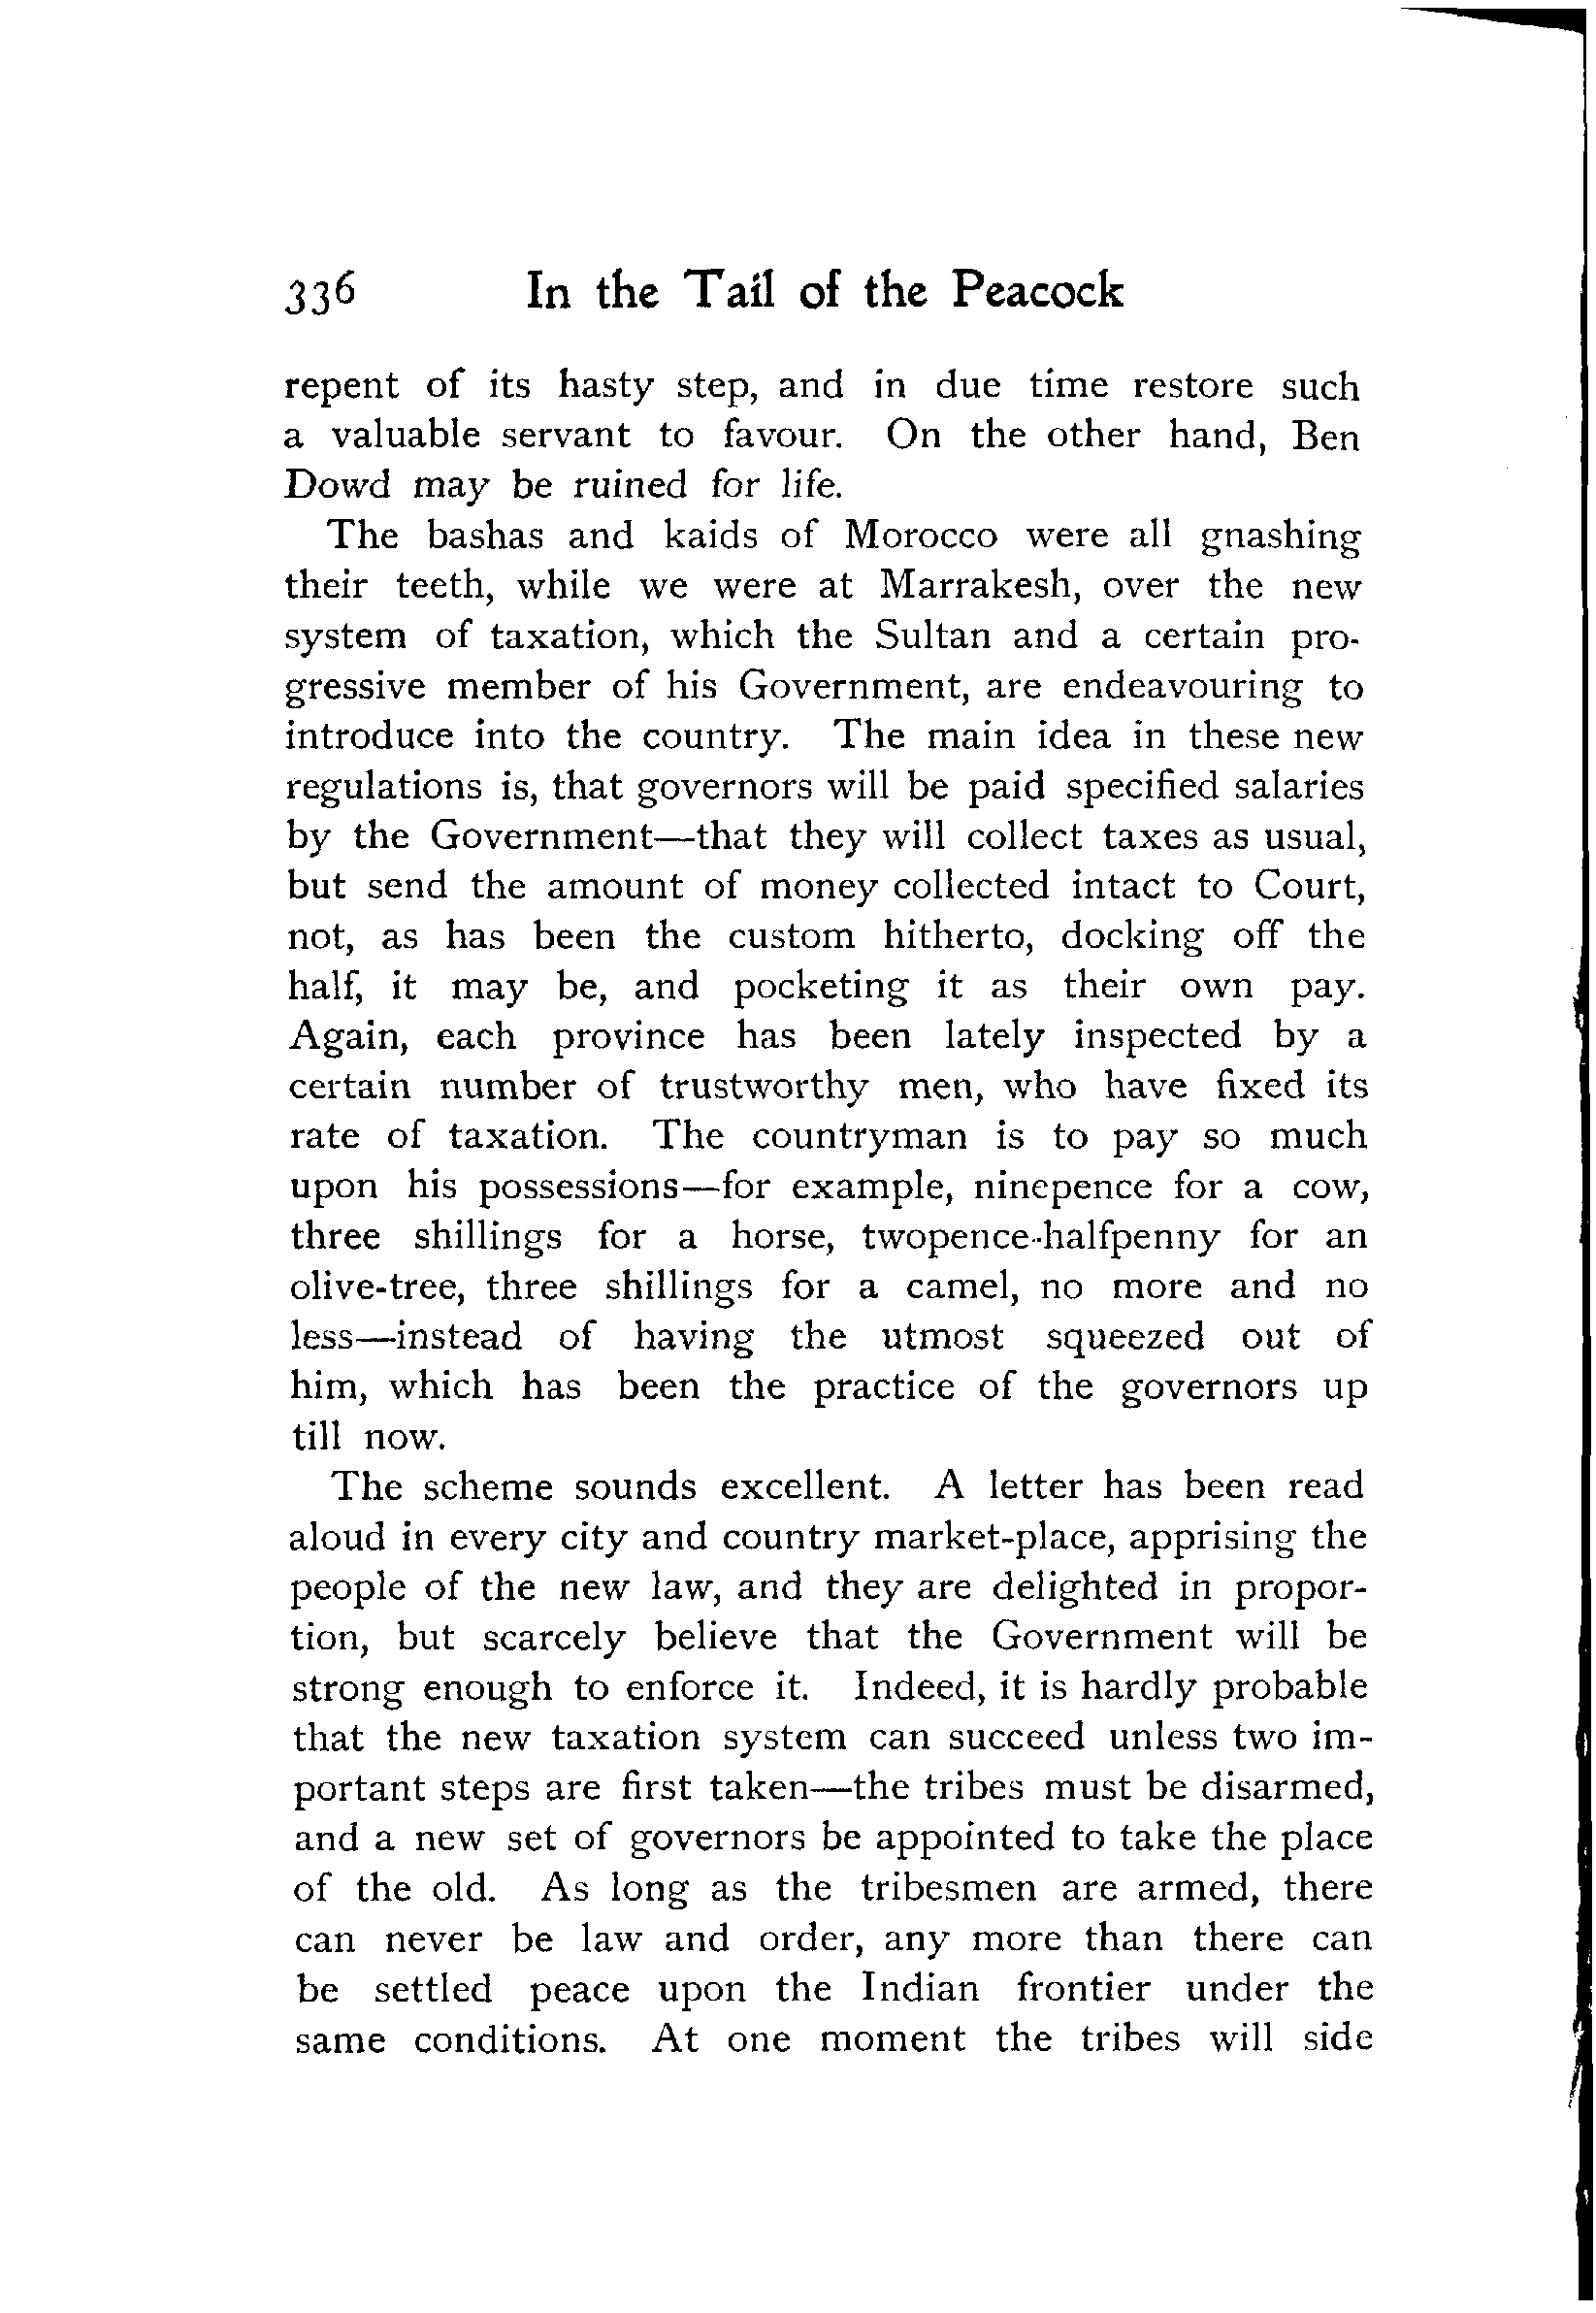 336 In the Tail of the Peacock
repent of its hasty step, and in due time restore such
a valuable servant to favour. On the other hand, Ben
Dowd may be ruined for life.
The bashas and kaids of Morocco were all gnashing
their teeth, while we were at Marrakesh, over the new
system of taxation, which the Sultan and a certain pro-
gressive member of his Government, are endeavouring to
introduce into the country. The main idea in these new
regulations is, that governors will be paid specified salaries
by the Government—that they will collect taxes as usual,
but send the amount of money collected intact to Court,
not, as has been the custom hitherto, docking off the
half, it may be, and pocketing it as their own pay.
Again, each province has been lately inspected by a
certain number of trustworthy men, who have fixed its
rate of taxation. The countryman is to pay so much
upon his possessions—for example, ninepence for a cow,
three shillings for a horse, twopence-halfpenny for an
olive-tree, three shillings for a camel, no more and no
less—instead of having the utmost squeezed out of
him, which has been the practice of the governors up
till now.
The scheme sounds excellent. A letter has been read
aloud in every city and country market-place, apprising the
people of the new law, and they are delighted in propor-
tion, but scarcely believe that the Government will be
strong enough to enforce it. Indeed, it is hardly probable
that the new taxation system can succeed unless two im-
portant steps are first taken—the tribes must be disarmed,
and a new set of governors be appointed to take the place
of the old. As long as the tribesmen are armed, there
can never be law and order, any more than there can
be settled peace upon the Indian frontier under the
same conditions. At one moment the tribes will side